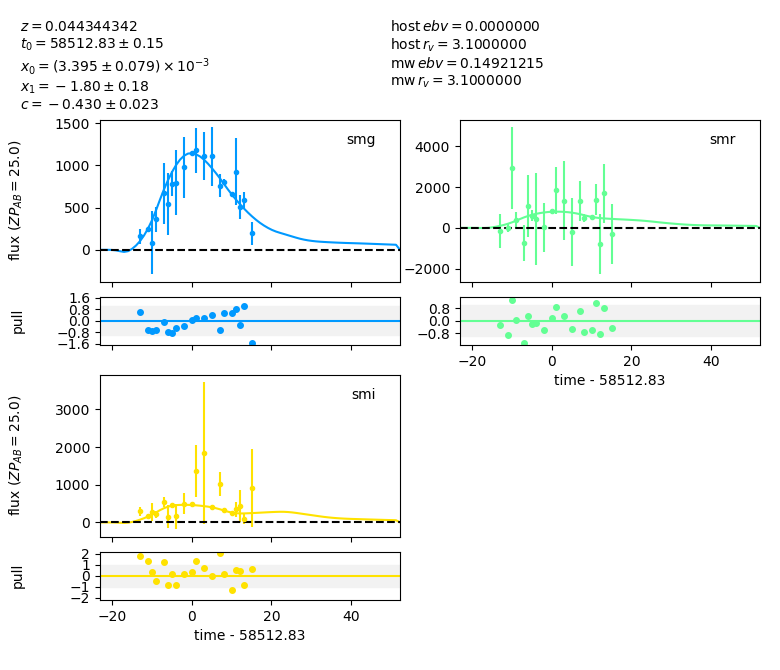 z = 0.044344342
t₀ = 58512.83 ± 0.15
x₀ = (3.395 ± 0.079) × 10⁻³
x₁ = −1.80 ± 0.18
c = −0.430 ± 0.023
host ebv = 0.0000000
host r_v = 3.1000000
mw ebv = 0.14921215
mw r_v = 3.1000000
smg
flux (ZP_AB = 25.0)
1500
1000
500
0
pull
1.6
0.8
0.0
−0.8
−1.6
smr
4000
2000
0
−2000
0.8
0.0
−0.8
−20 0 20 40
time - 58512.83
smi
flux (ZP_AB = 25.0)
3000
2000
1000
0
pull
2
1
0
−1
−2
−20 0 20 40
time - 58512.83